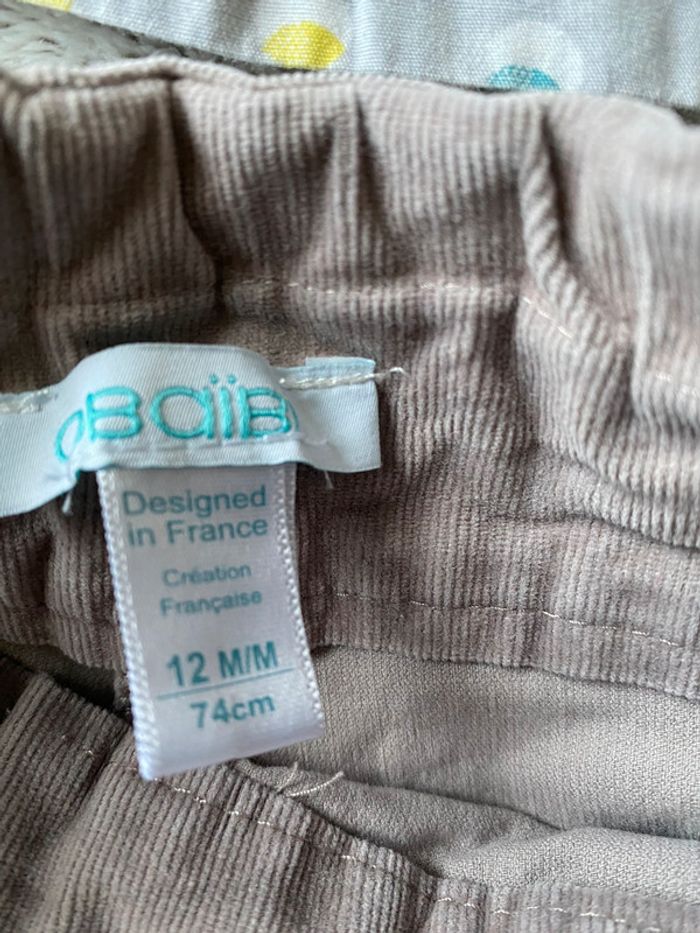 OBaïBi
Designed
in France
Création
Française
12 M/M
74cm